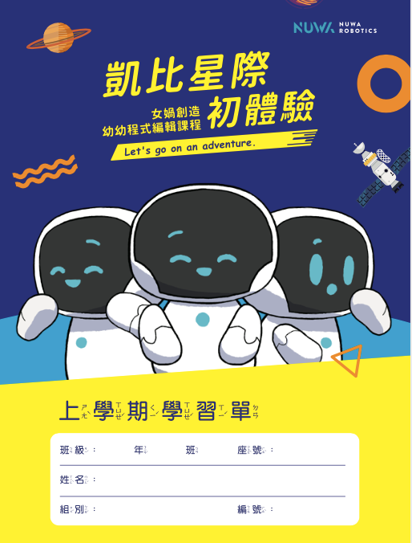 NUWA NUWA ROBOTICS
凱比星際
女媧創造
幼幼程式編輯課程
初體驗
Let's go on an adventure.
上學期學習單
班級： 年 班 座號：
姓名：
組別： 編號：